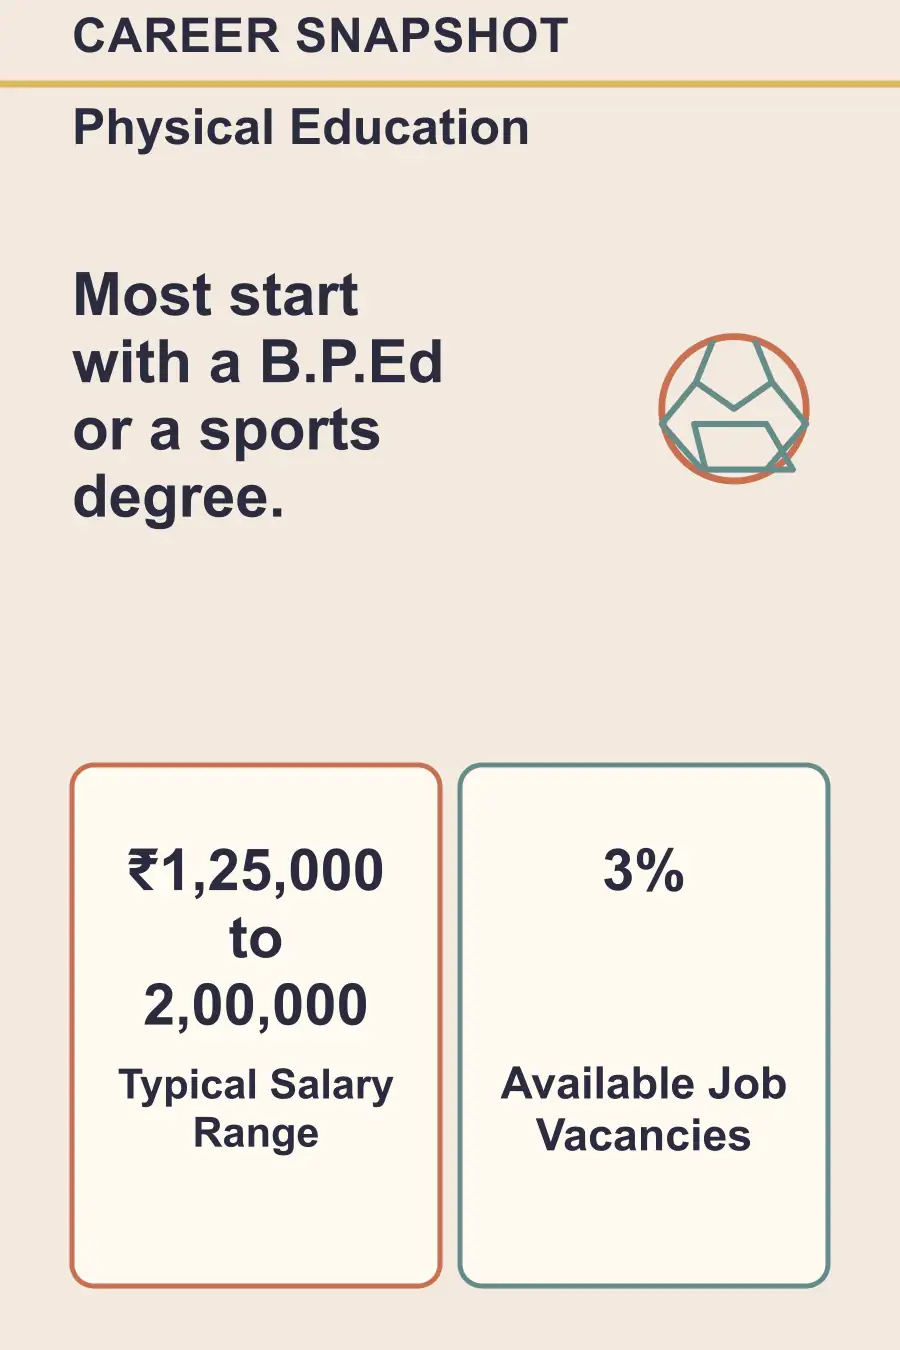 CAREER SNAPSHOT
Physical Education
Most start
with a B.P.Ed
or a sports
degree.
₹1,25,000
to
2,00,000
Typical Salary
Range
3%
Available Job
Vacancies